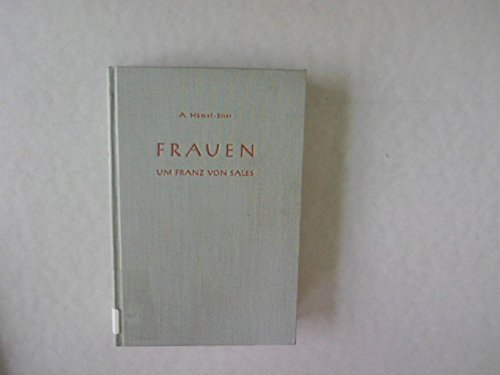 A. Hämel-Stier
FRAUEN
UM FRANZ VON SALES